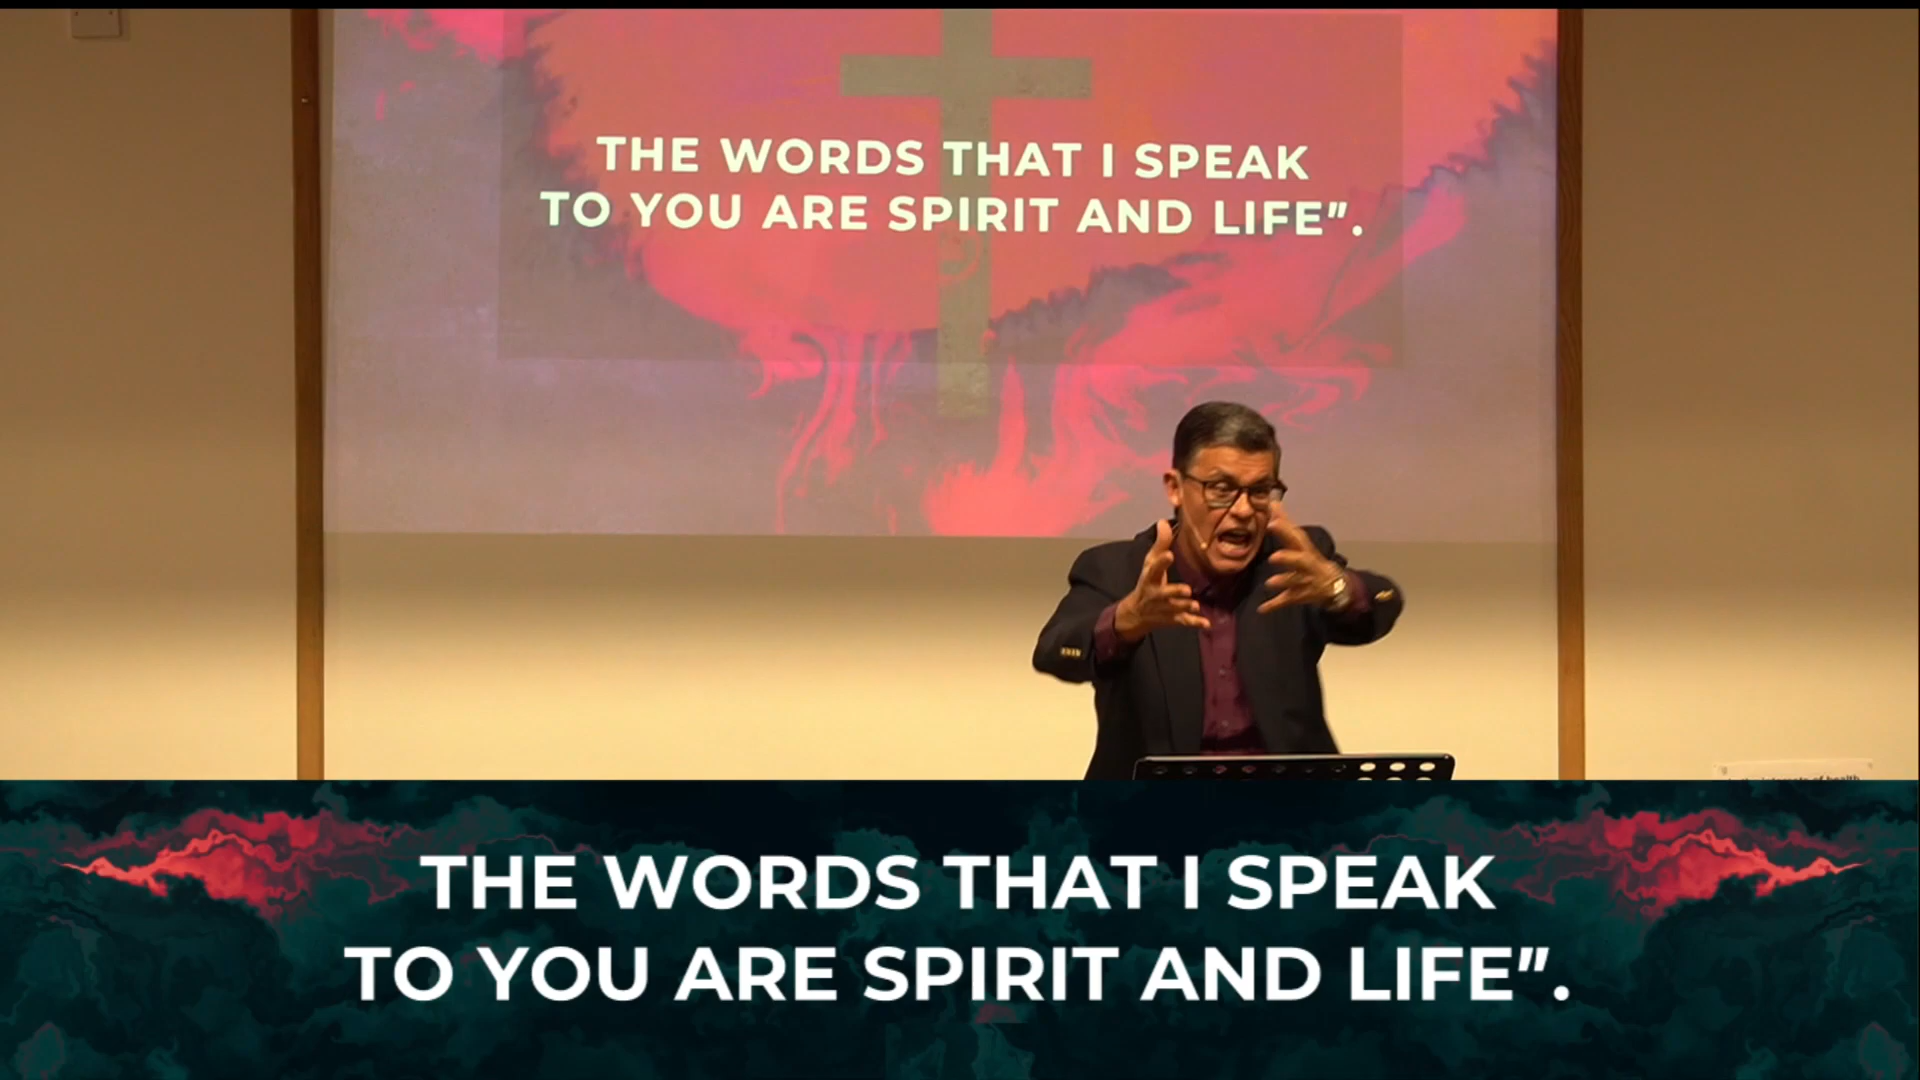 THE WORDS THAT I SPEAK
TO YOU ARE SPIRIT AND LIFE”.
THE WORDS THAT I SPEAK
TO YOU ARE SPIRIT AND LIFE”.